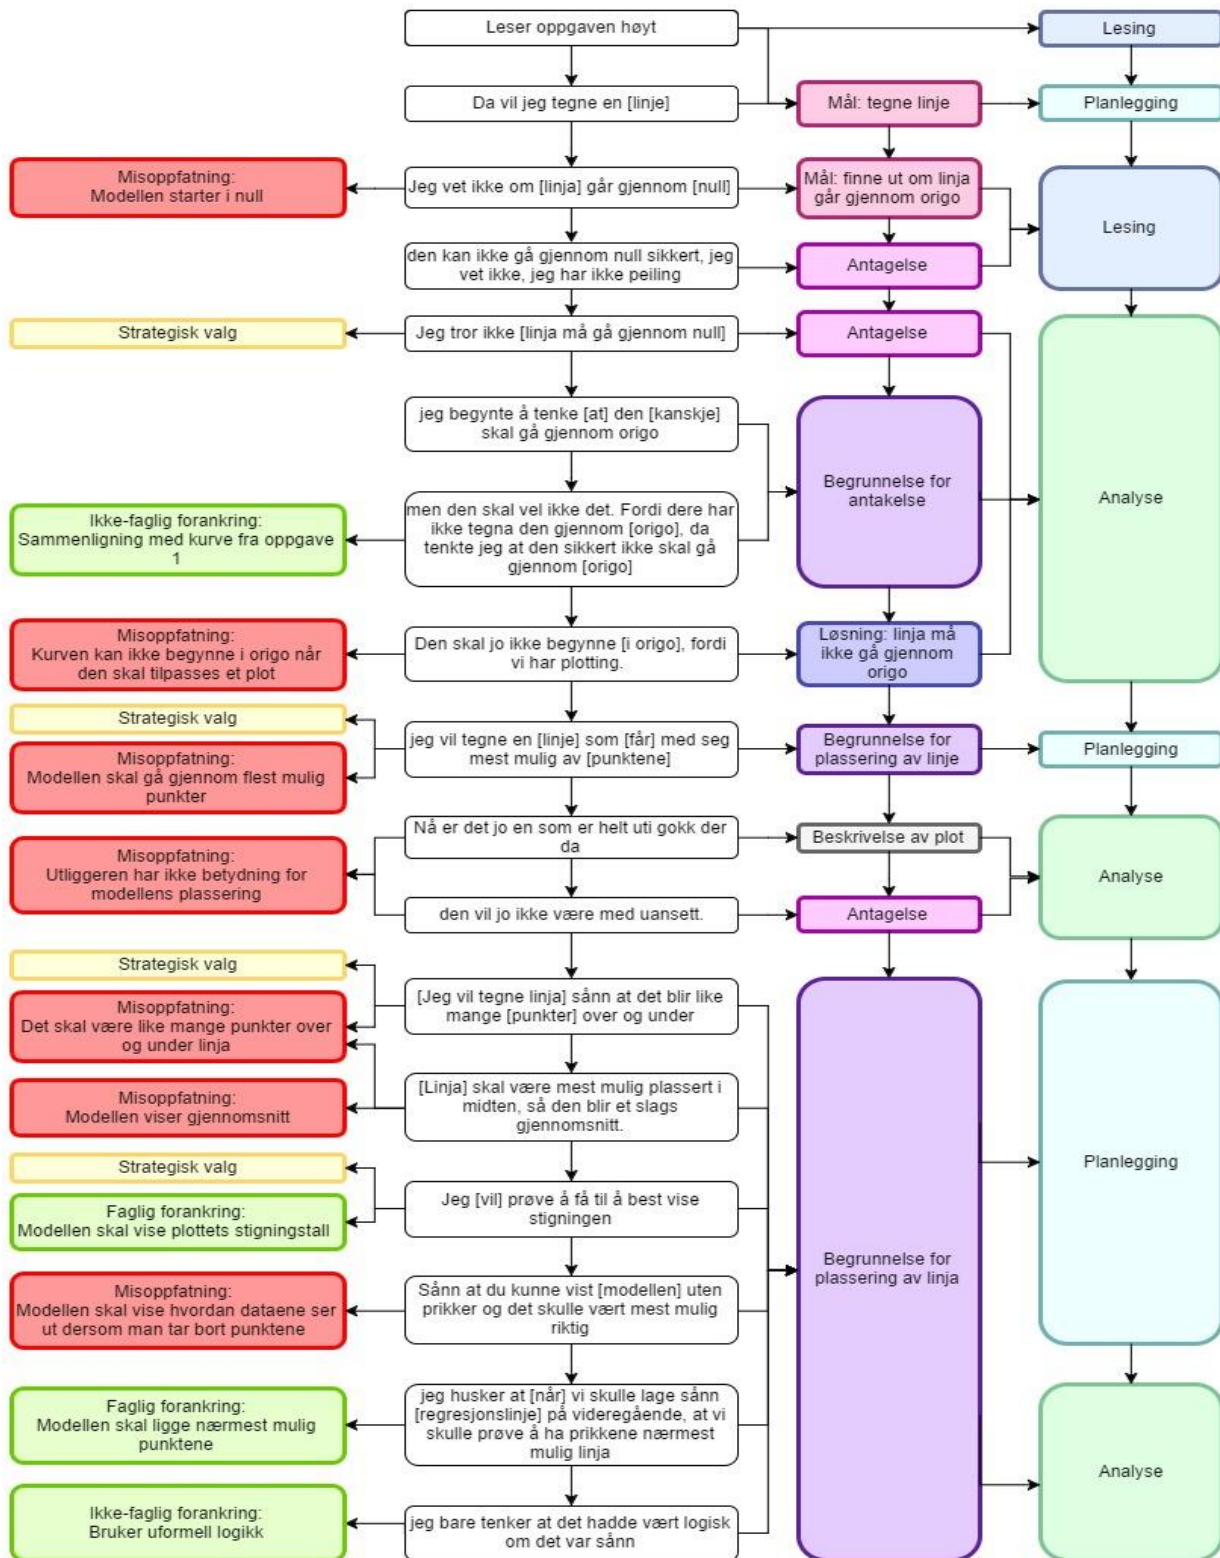 Leser oppgaven høyt
Lesing
Da vil jeg tegne en [linje]
Mål: tegne linje
Planlegging
Misoppfatning:
Modellen starter i null
Jeg vet ikke om [linja] går gjennom [null]
Mål: finne ut om linja
går gjennom origo
Lesing
den kan ikke gå gjennom null sikkert, jeg
vet ikke, jeg har ikke peiling
Antagelse
Strategisk valg
Jeg tror ikke [linja må gå gjennom null]
Antagelse
jeg begynte å tenke [at] den [kanskje]
skal gå gjennom origo
Begrunnelse for
antakelse
Analyse
Ikke-faglig forankring:
Sammenligning med kurve fra oppgave
1
men den skal vel ikke det. Fordi dere har
ikke tegna den gjennom [origo], da
tenkte jeg at den sikkert ikke skal gå
gjennom [origo]
Misoppfatning:
Kurven kan ikke begynne i origo når
den skal tilpasses et plot
Den skal jo ikke begynne [i origo], fordi
vi har plotting.
Løsning: linja må
ikke gå gjennom
origo
Strategisk valg
Misoppfatning:
Modellen skal gå gjennom flest mulig
punkter
jeg vil tegne en [linje] som [får] med seg
mest mulig av [punktene]
Begrunnelse for
plassering av linje
Planlegging
Misoppfatning:
Utliggeren har ikke betydning for
modellens plassering
Nå er det jo en som er helt uti gokk der
da
Beskrivelse av plot
Analyse
den vil jo ikke være med uansett.
Antagelse
Strategisk valg
Misoppfatning:
Det skal være like mange punkter over
og under linja
[Jeg vil tegne linja] sånn at det blir like
mange [punkter] over og under
Misoppfatning:
Modellen viser gjennomsnitt
[Linja] skal være mest mulig plassert i
midten, så den blir et slags
gjennomsnitt.
Planlegging
Strategisk valg
Faglig forankring:
Modellen skal vise plottets stigningstall
Jeg [vil] prøve å få til å best vise
stigningen
Begrunnelse for
plassering av linja
Misoppfatning:
Modellen skal vise hvordan dataene ser
ut dersom man tar bort punktene
Sånn at du kunne vist [modellen] uten
prikker og det skulle vært mest mulig
riktig
Faglig forankring:
Modellen skal ligge nærmest mulig
punktene
jeg husker at [når] vi skulle lage sånn
[regresjonslinje] på videregående, at vi
skulle prøve å ha prikkene nærmest
mulig linja
Analyse
Ikke-faglig forankring:
Bruker uformell logikk
jeg bare tenker at det hadde vært logisk
om det var sånn